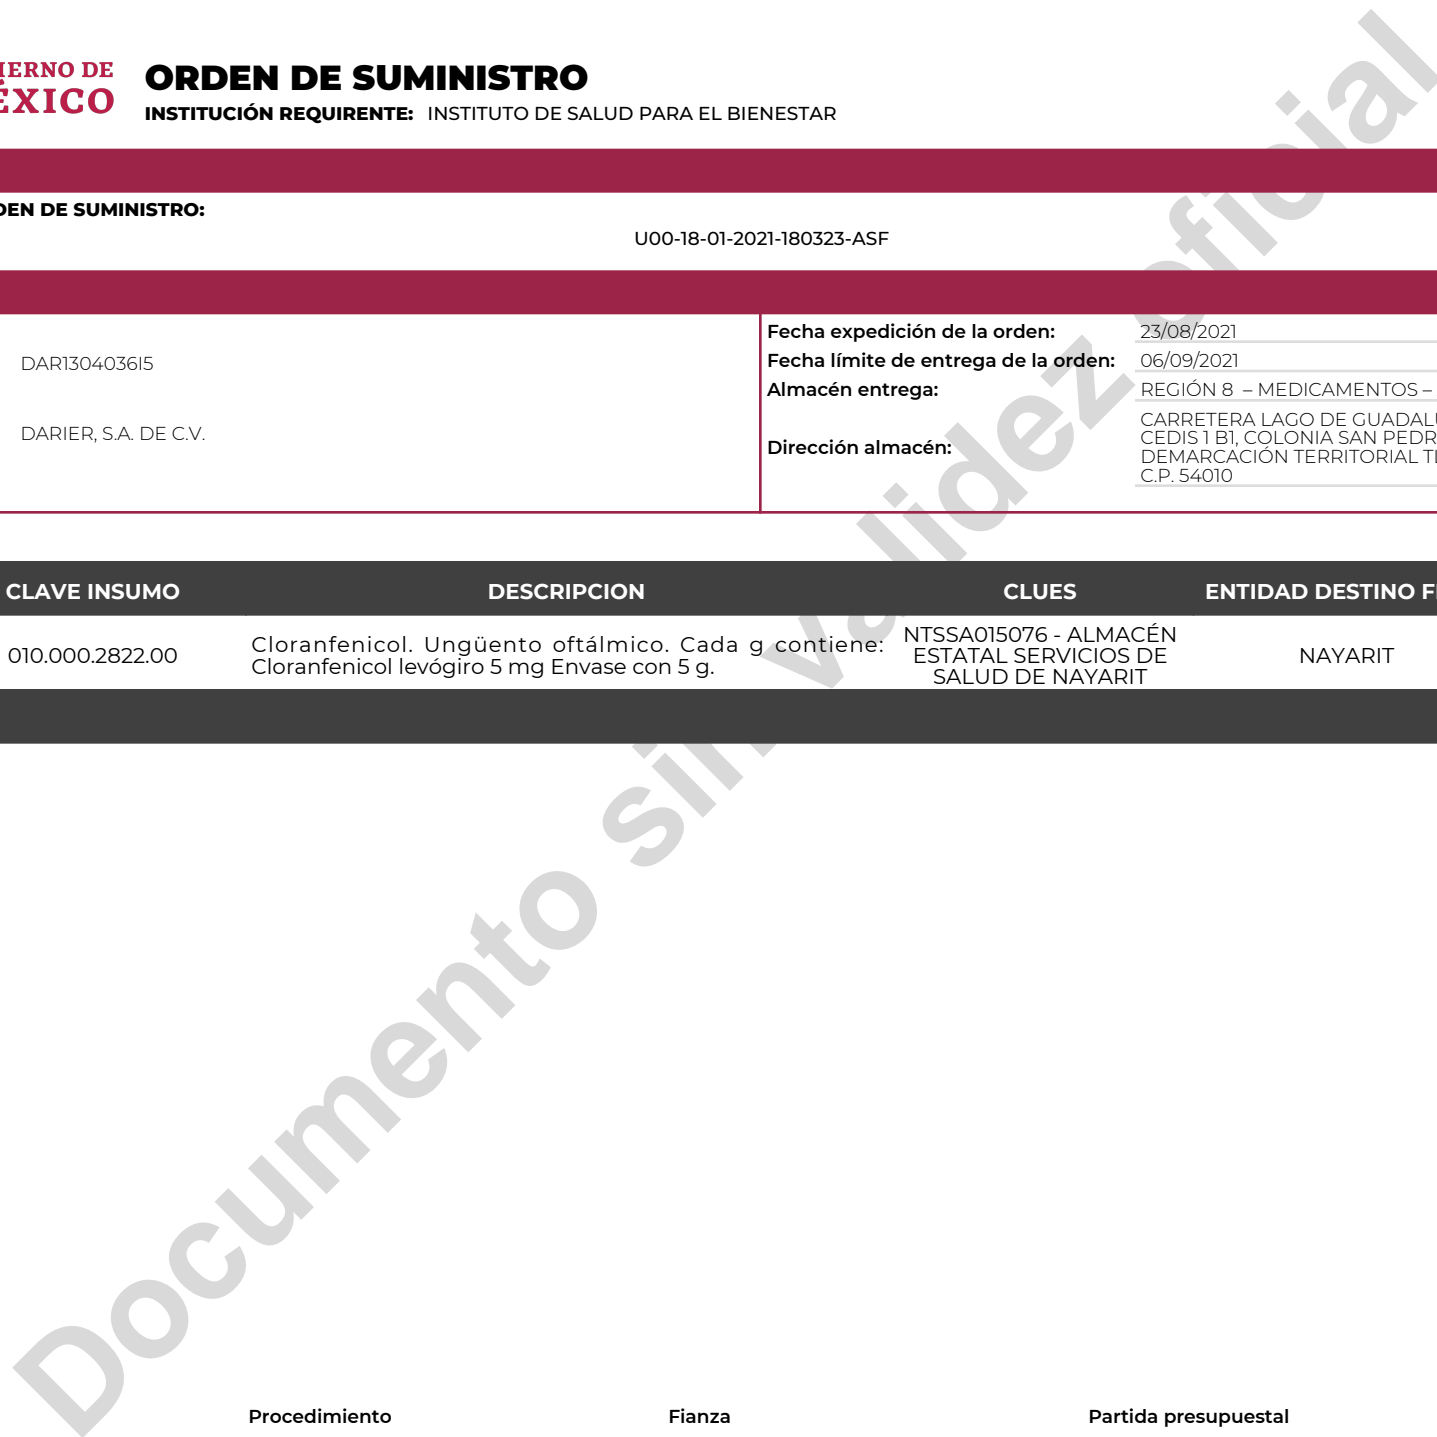 IERNO DE
ÉXICO
ORDEN DE SUMINISTRO
INSTITUCIÓN REQUIRENTE: INSTITUTO DE SALUD PARA EL BIENESTAR
DEN DE SUMINISTRO:
U00-18-01-2021-180323-ASF
DAR1304036I5
DARIER, S.A. DE C.V.
Fecha expedición de la orden: 23/08/2021
Fecha límite de entrega de la orden: 06/09/2021
Almacén entrega: REGIÓN 8 – MEDICAMENTOS –
Dirección almacén:
CARRETERA LAGO DE GUADALU
CEDIS 1 B1, COLONIA SAN PEDR
DEMARCACIÓN TERRITORIAL TL
C.P. 54010
CLAVE INSUMO DESCRIPCION CLUES ENTIDAD DESTINO FI
010.000.2822.00
Cloranfenicol. Ungüento oftálmico. Cada g contiene:
Cloranfenicol levógiro 5 mg Envase con 5 g.
NTSSA015076 - ALMACÉN
ESTATAL SERVICIOS DE
SALUD DE NAYARIT
NAYARIT
Documento sin validez oficial
Procedimiento Fianza Partida presupuestal